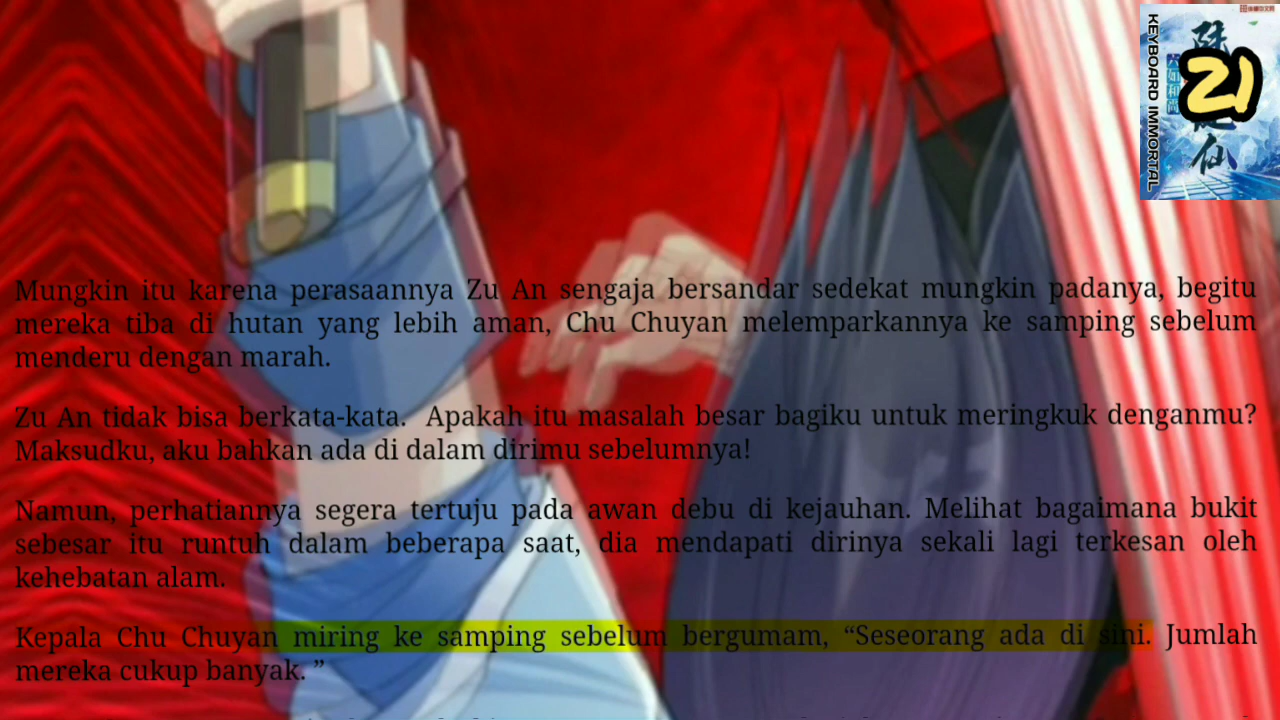 KEYBOARD IMMORTAL
21
六如和尚
仙
Mungkin itu karena perasaannya Zu An sengaja bersandar sedekat mungkin padanya, begitu
mereka tiba di hutan yang lebih aman, Chu Chuyan melemparkannya ke samping sebelum
menderu dengan marah.
Zu An tidak bisa berkata-kata. Apakah itu masalah besar bagiku untuk meringkuk denganmu?
Maksudku, aku bahkan ada di dalam dirimu sebelumnya!
Namun, perhatiannya segera tertuju pada awan debu di kejauhan. Melihat bagaimana bukit
sebesar itu runtuh dalam beberapa saat, dia mendapati dirinya sekali lagi terkesan oleh
kehebatan alam.
Kepala Chu Chuyan miring ke samping sebelum bergumam, “Seseorang ada di sini. Jumlah
mereka cukup banyak. ”